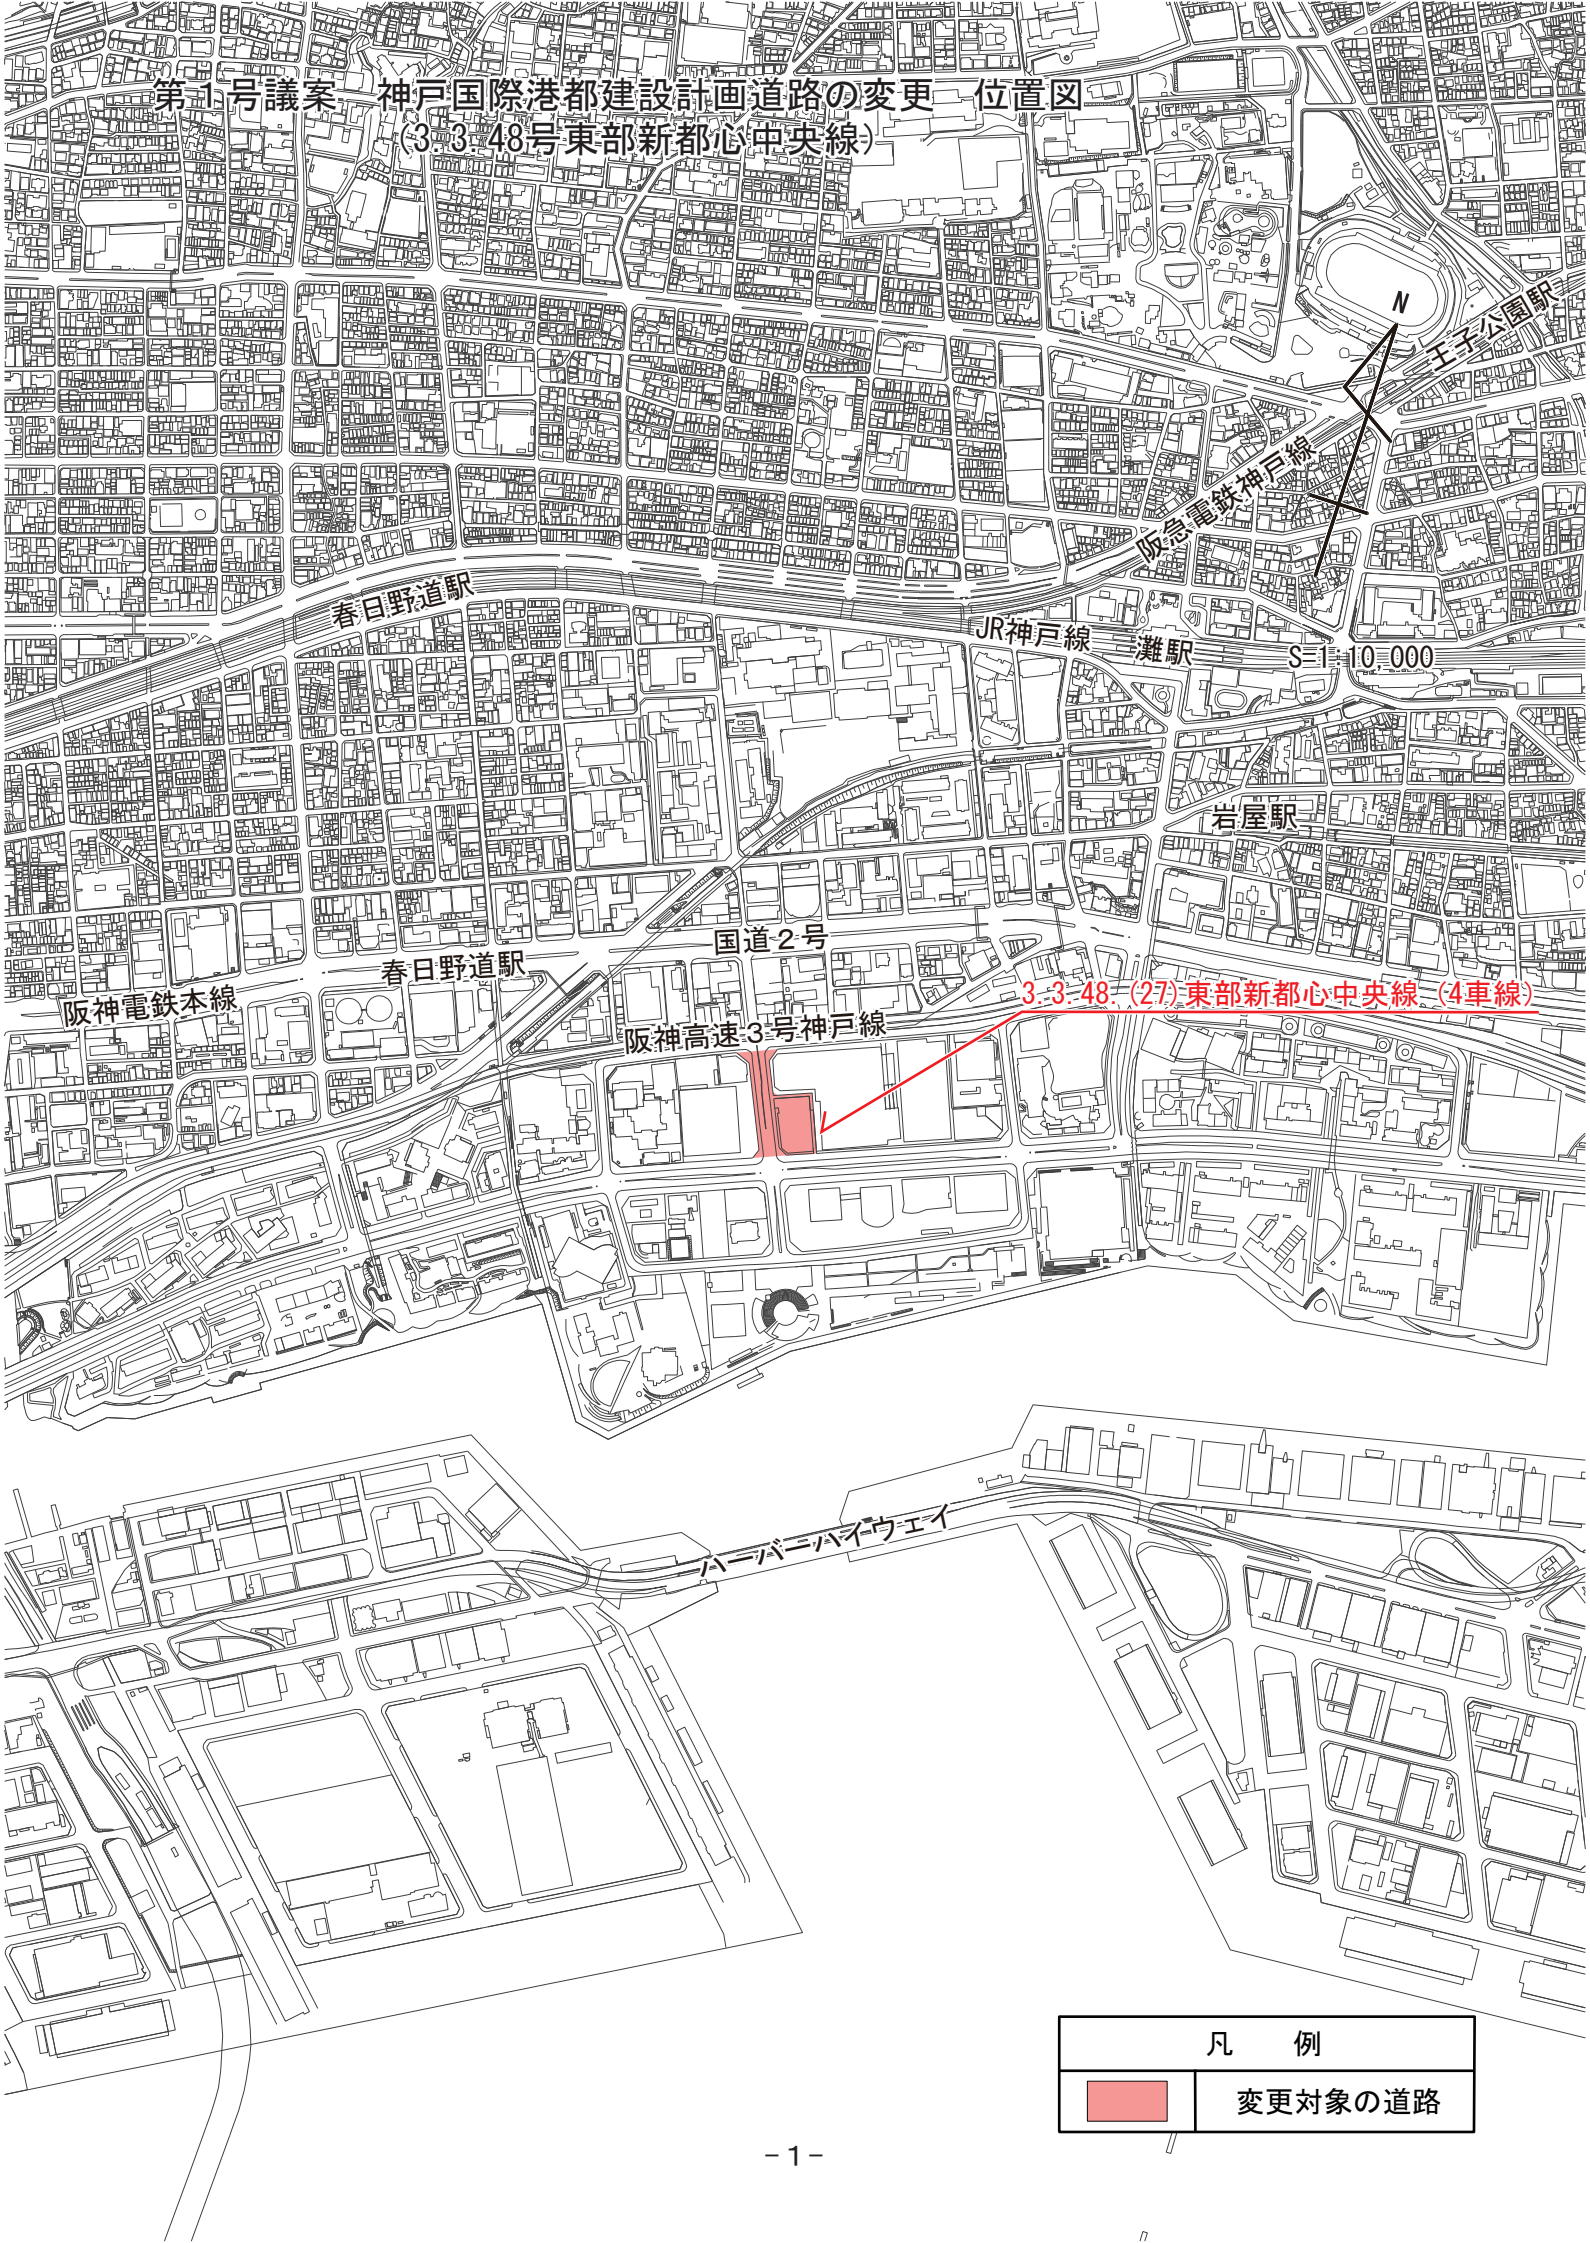 第1号議案　神戸国際港都建設計画道路の変更　位置図
(3.3.48号東部新都心中央線)
N
王子公園駅
阪急電鉄神戸線
春日野道駅
JR神戸線
灘駅
S=1:10,000
岩屋駅
国道2号
春日野道駅
阪神電鉄本線
3.3.48.(27)東部新都心中央線 (4車線)
阪神高速3号神戸線
ハーバーハイウェイ
凡　例
変更対象の道路
-1-